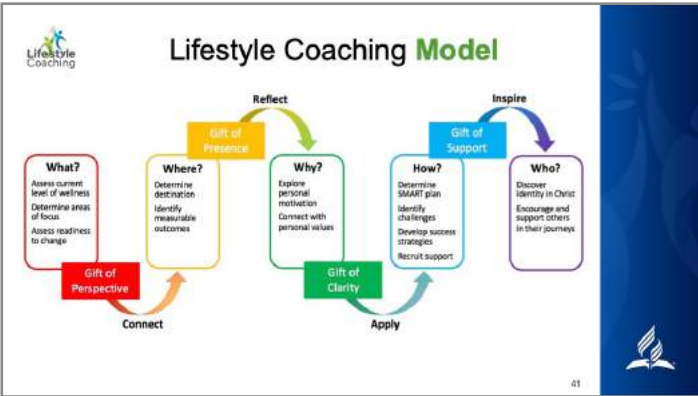 Lifestyle
Coaching
Lifestyle Coaching Model
Reflect
Inspire
Gift of
Presence
Gift of
Support
What?
Assess current
level of wellness
Determine areas
of focus
Assess readiness
to change
Where?
Determine
destination
Identify
measurable
outcomes
Why?
Explore
personal
motivation
Connect with
personal values
How?
Determine
SMART plan
Identify
challenges
Develop success
strategies
Recruit support
Who?
Discover
identity in Christ
Encourage and
support others
in their journeys
Gift of
Perspective
Gift of
Clarity
Connect
Apply
41